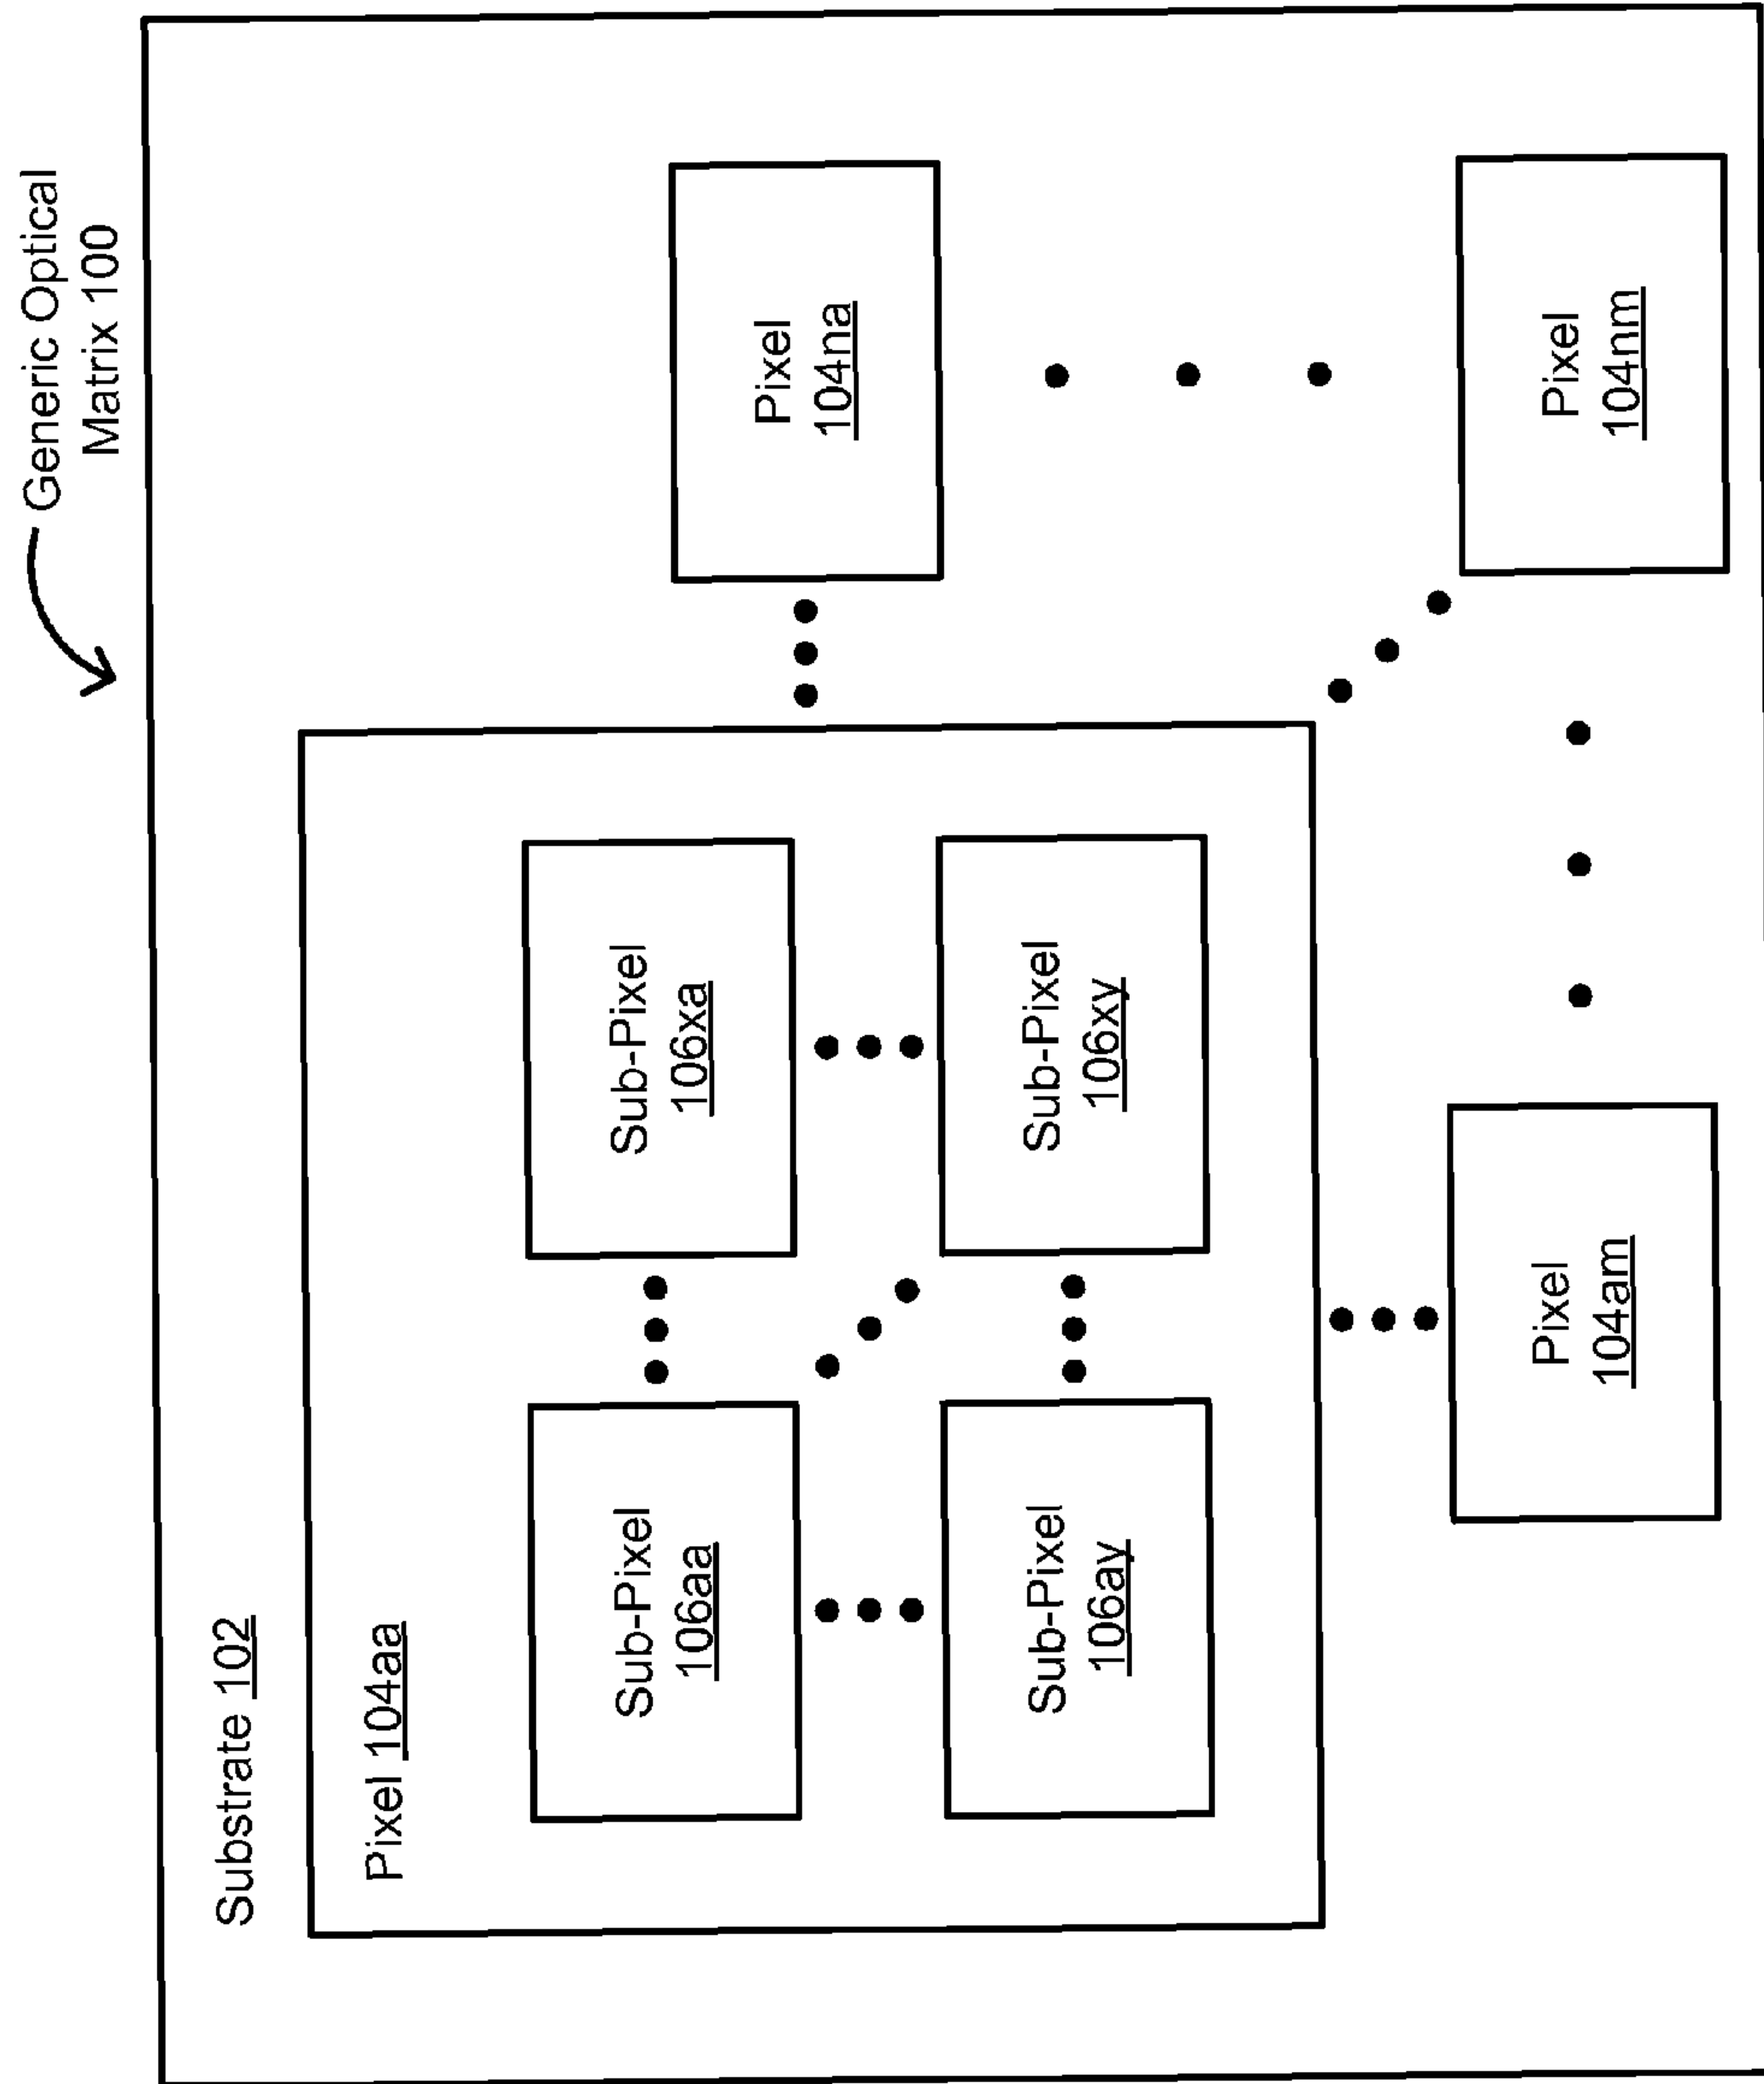 Generic Optical
Matrix 100
Substrate 102
Pixel 104aa
Sub-Pixel
106aa
Sub-Pixel
106xa
Sub-Pixel
106ay
Sub-Pixel
106xy
Pixel
104na
Pixel
104am
Pixel
104nm